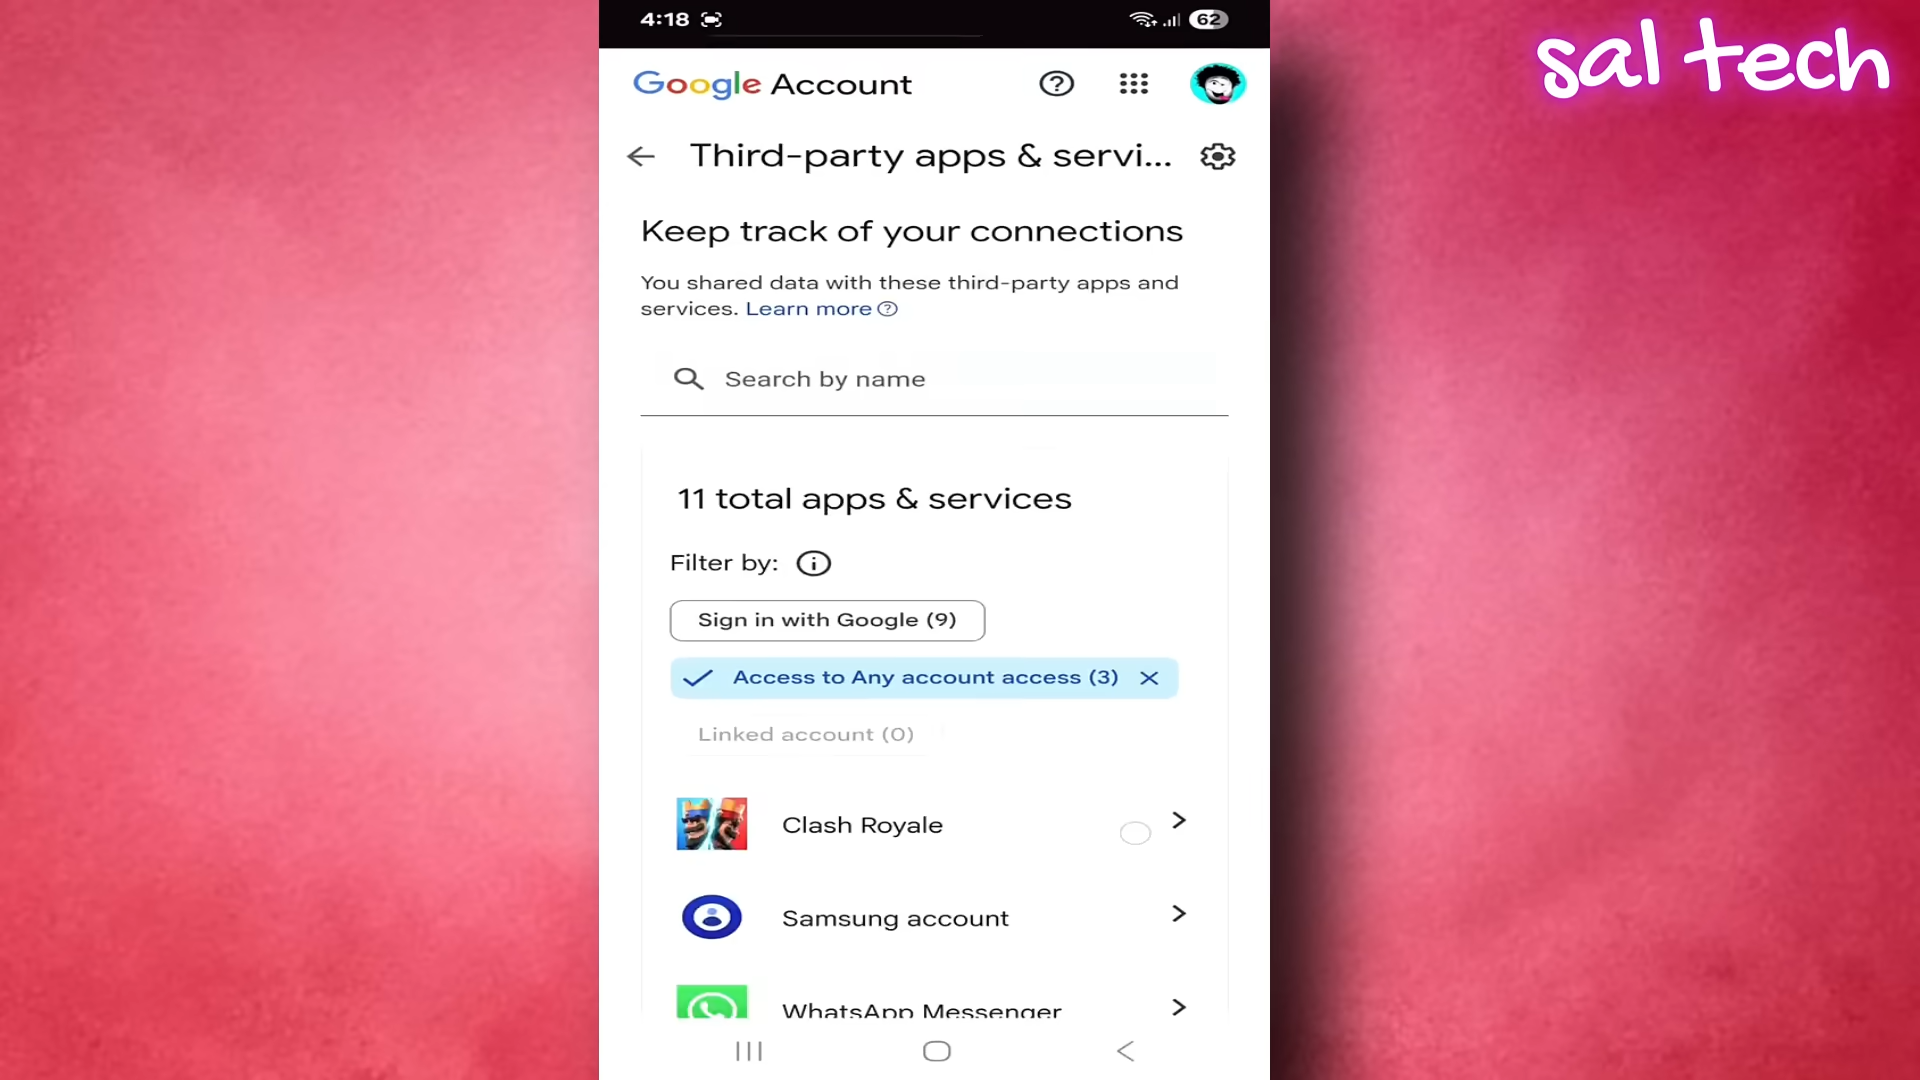 4:18
62
sal tech
Google Account
Third-party apps & servi...
Keep track of your connections
You shared data with these third-party apps and
services. Learn more
Search by name
11 total apps & services
Filter by:
Sign in with Google (9)
Access to Any account access (3)
Linked account (0)
Clash Royale
Samsung account
WhatsApp Messenger